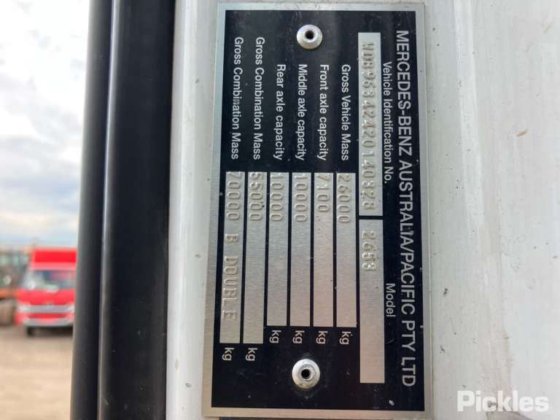 MERCEDES-BENZ AUSTRALIA/PACIFIC PTY LTD
Vehicle Identification No. Model
WDB96342420140328 2653
Gross Vehicle Mass 26000 kg
Front axle capacity 7100 kg
Middle axle capacity 10000 kg
Rear axle capacity 10000 kg
Gross Combination Mass 55000 kg
Gross Combination Mass 70000 B DOUBLE kg
Pickles